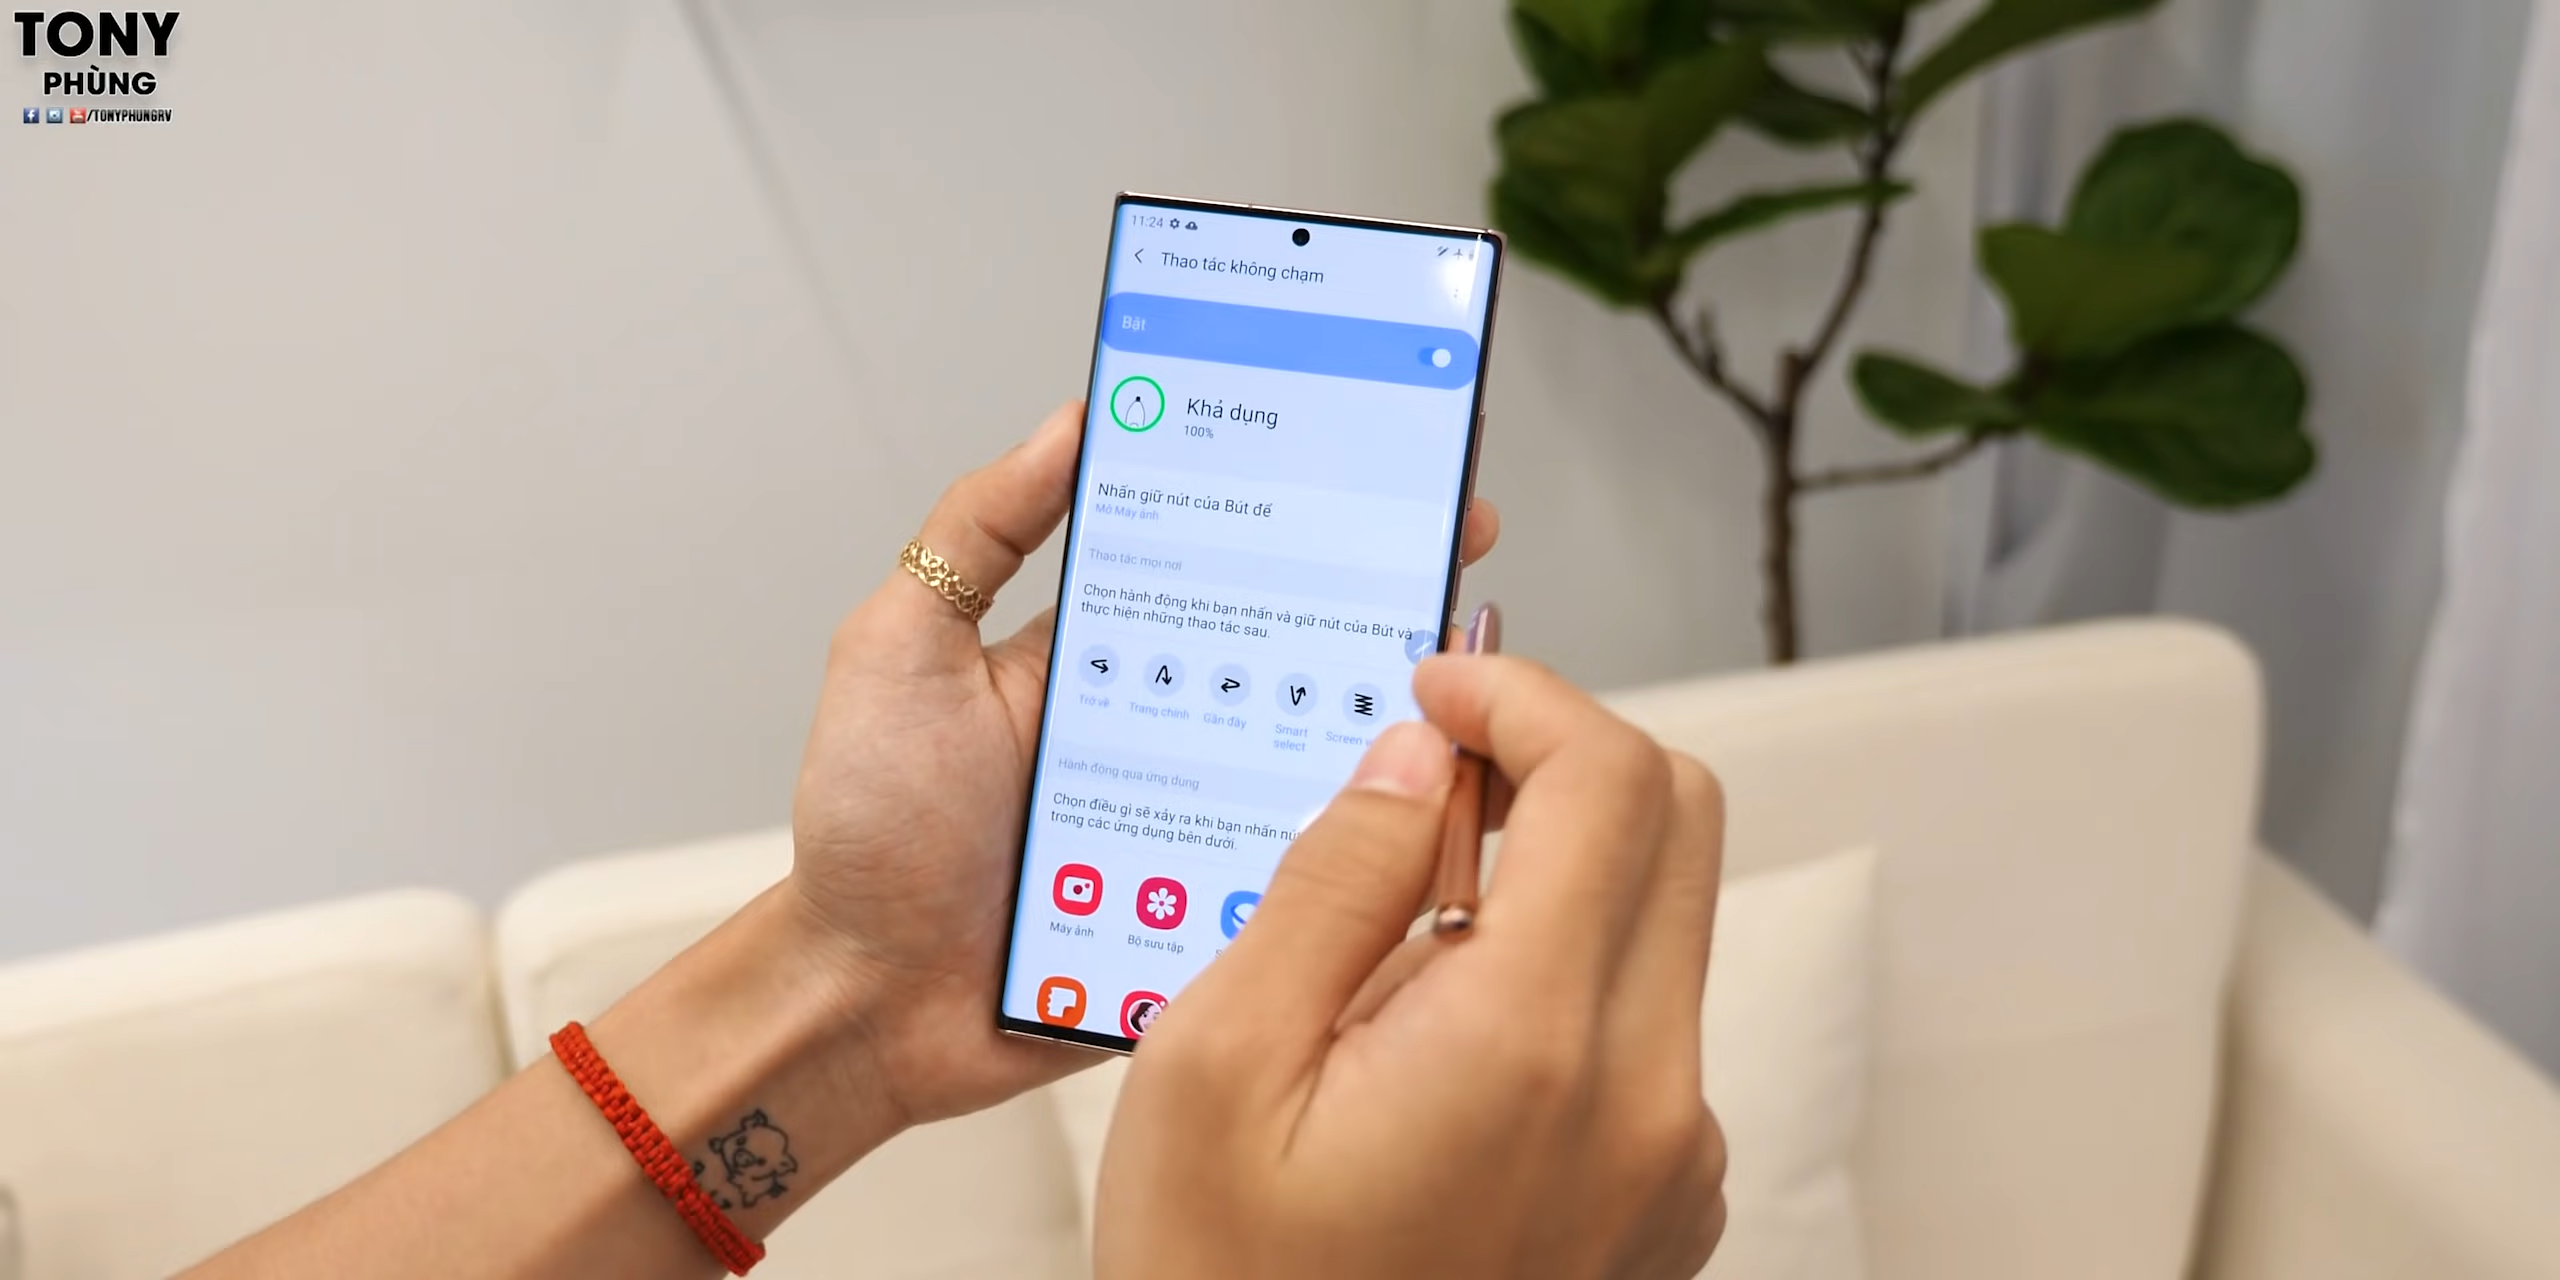 TONY
PHÙNG
/TONYPHUNGRV
11:24
Thao tác không chạm
Bật
Khả dụng
100%
Nhấn giữ nút của Bút để
Mở Máy ảnh
Thao tác mọi nơi
Chọn hành động khi bạn nhấn và giữ nút của Bút và
thực hiện những thao tác sau.
Trở về
Trang chính
Gần đây
Smart
select
Screen
Hành động qua ứng dụng
Chọn điều gì sẽ xảy ra khi bạn nhấn
trong các ứng dụng bên dưới.
Máy ảnh
Bộ sưu tập